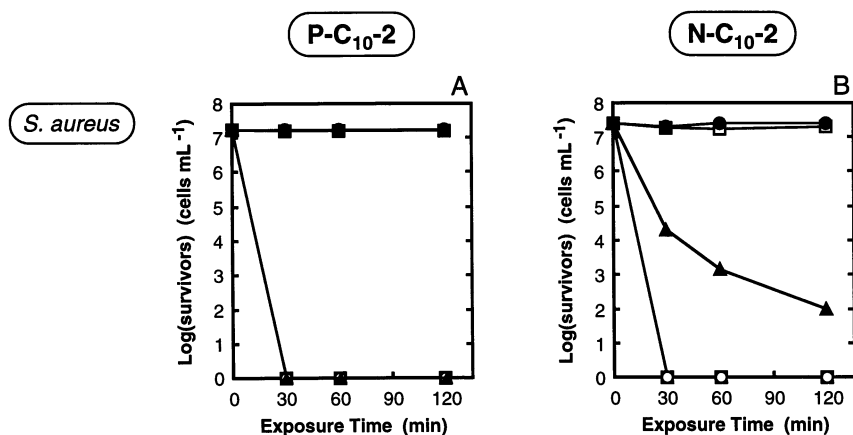 P-C10-2
N-C10-2
S. aureus
A
Log(survivors) (cells mL-1)
8
7
6
5
4
3
2
1
0
0 30 60 90 120
Exposure Time (min)
B
Log(survivors) (cells mL-1)
8
7
6
5
4
3
2
1
0
0 30 60 90 120
Exposure Time (min)